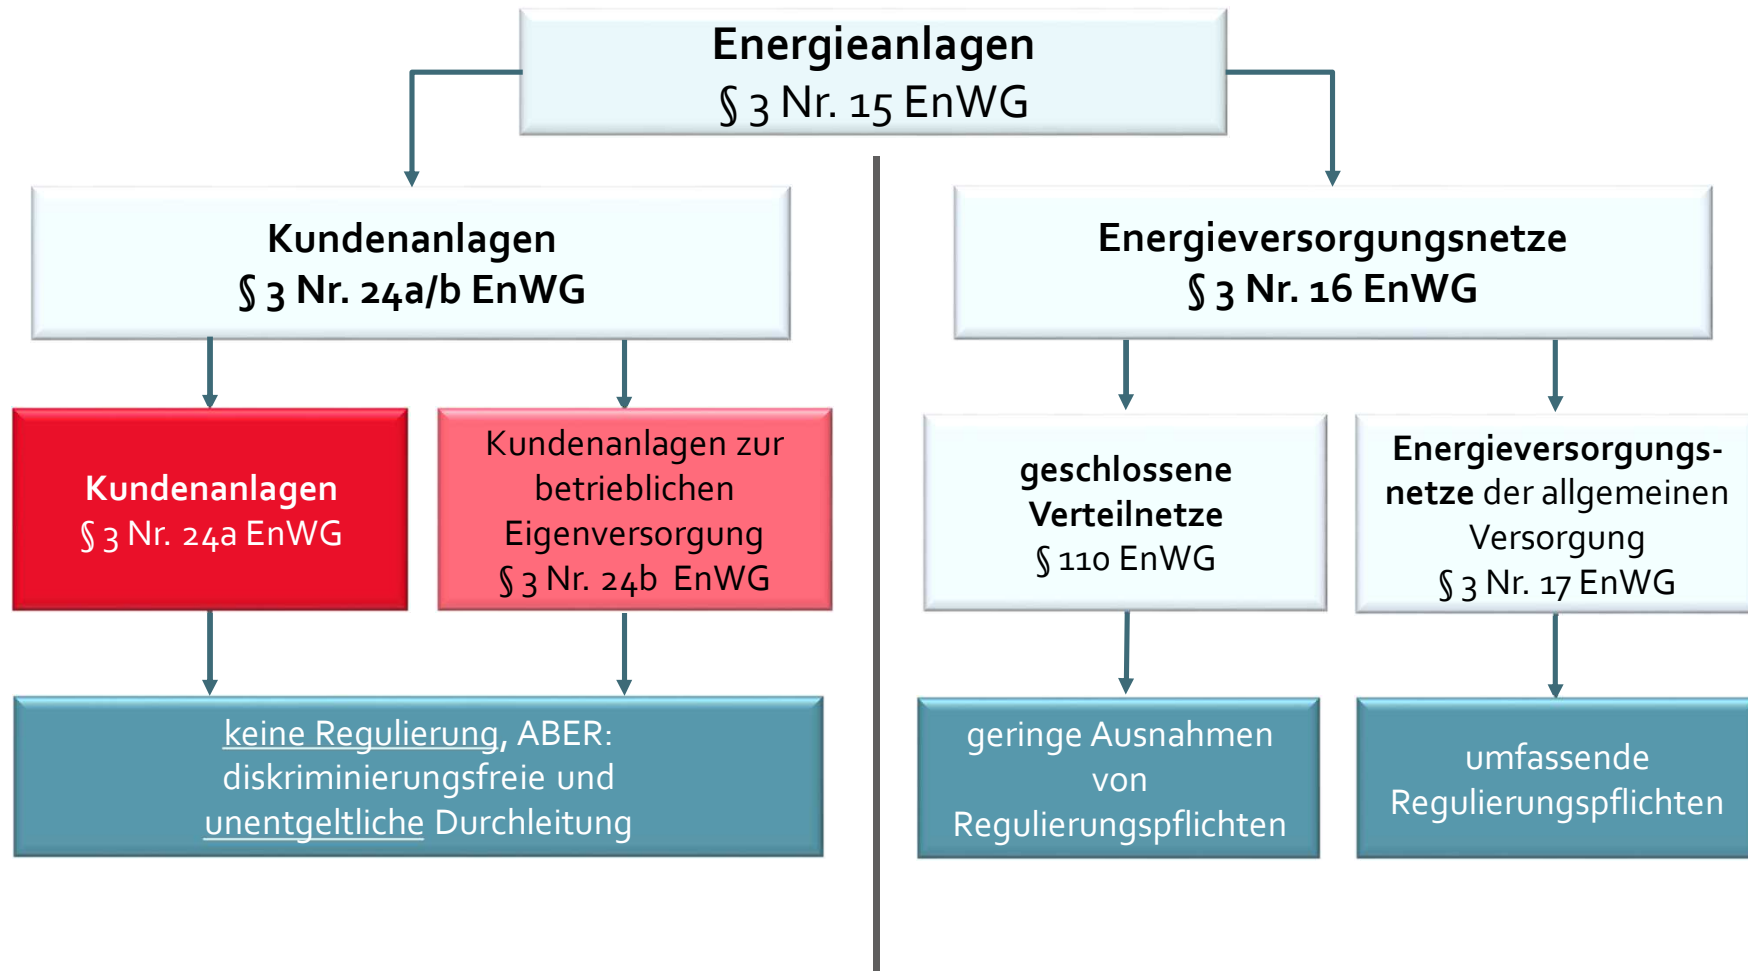 Energieanlagen
§ 3 Nr. 15 EnWG
Kundenanlagen
§ 3 Nr. 24a/b EnWG
Energieversorgungsnetze
§ 3 Nr. 16 EnWG
Kundenanlagen
§ 3 Nr. 24a EnWG
Kundenanlagen zur
betrieblichen
Eigenversorgung
§ 3 Nr. 24b EnWG
geschlossene
Verteilnetze
§ 110 EnWG
Energieversorgungs-
netze der allgemeinen
Versorgung
§ 3 Nr. 17 EnWG
keine Regulierung, ABER:
diskriminierungsfreie und
unentgeltliche Durchleitung
geringe Ausnahmen
von
Regulierungspflichten
umfassende
Regulierungspflichten